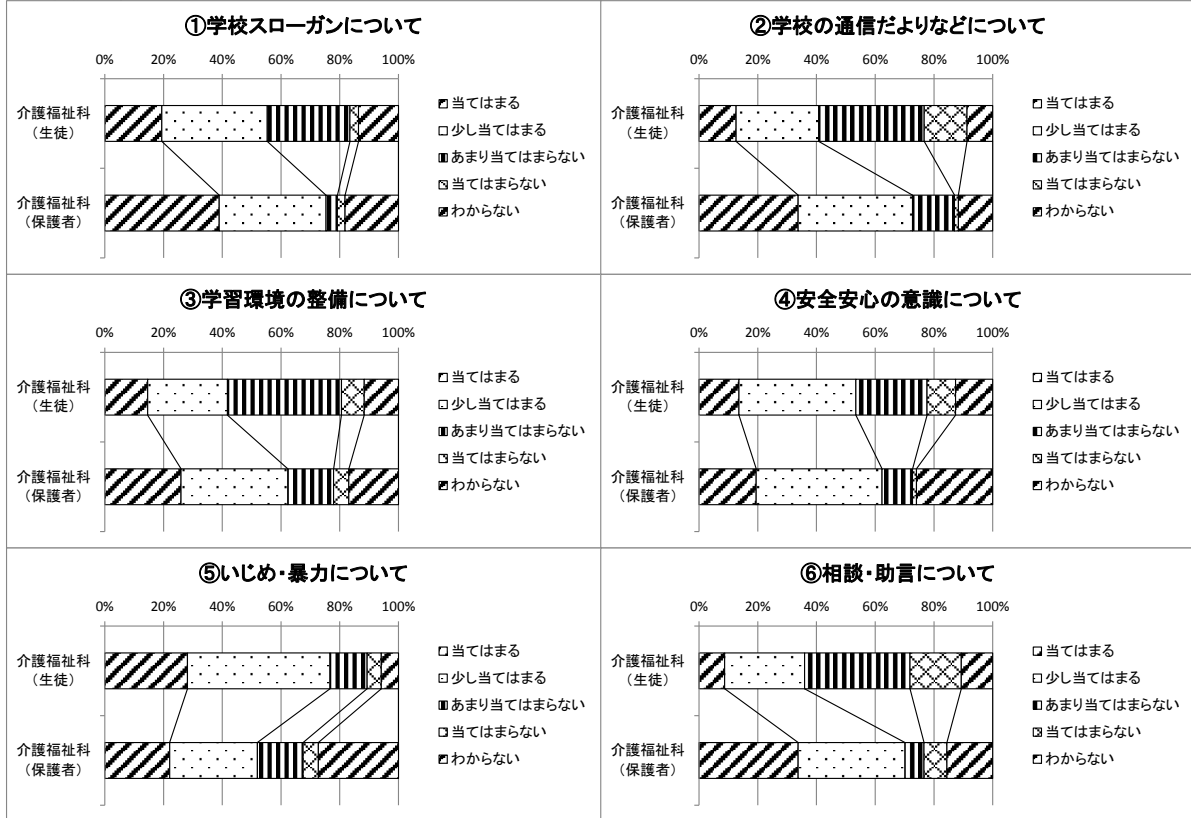 ①学校スローガンについて
0% 20% 40% 60% 80% 100%
介護福祉科
（生徒）
介護福祉科
（保護者）
当てはまる
少し当てはまる
あまり当てはまらない
当てはまらない
わからない
②学校の通信だよりなどについて
0% 20% 40% 60% 80% 100%
介護福祉科
（生徒）
介護福祉科
（保護者）
当てはまる
少し当てはまる
あまり当てはまらない
当てはまらない
わからない
③学習環境の整備について
0% 20% 40% 60% 80% 100%
介護福祉科
（生徒）
介護福祉科
（保護者）
当てはまる
少し当てはまる
あまり当てはまらない
当てはまらない
わからない
④安全安心の意識について
0% 20% 40% 60% 80% 100%
介護福祉科
（生徒）
介護福祉科
（保護者）
当てはまる
少し当てはまる
あまり当てはまらない
当てはまらない
わからない
⑤いじめ・暴力について
0% 20% 40% 60% 80% 100%
介護福祉科
（生徒）
介護福祉科
（保護者）
当てはまる
少し当てはまる
あまり当てはまらない
当てはまらない
わからない
⑥相談・助言について
0% 20% 40% 60% 80% 100%
介護福祉科
（生徒）
介護福祉科
（保護者）
当てはまる
少し当てはまる
あまり当てはまらない
当てはまらない
わからない